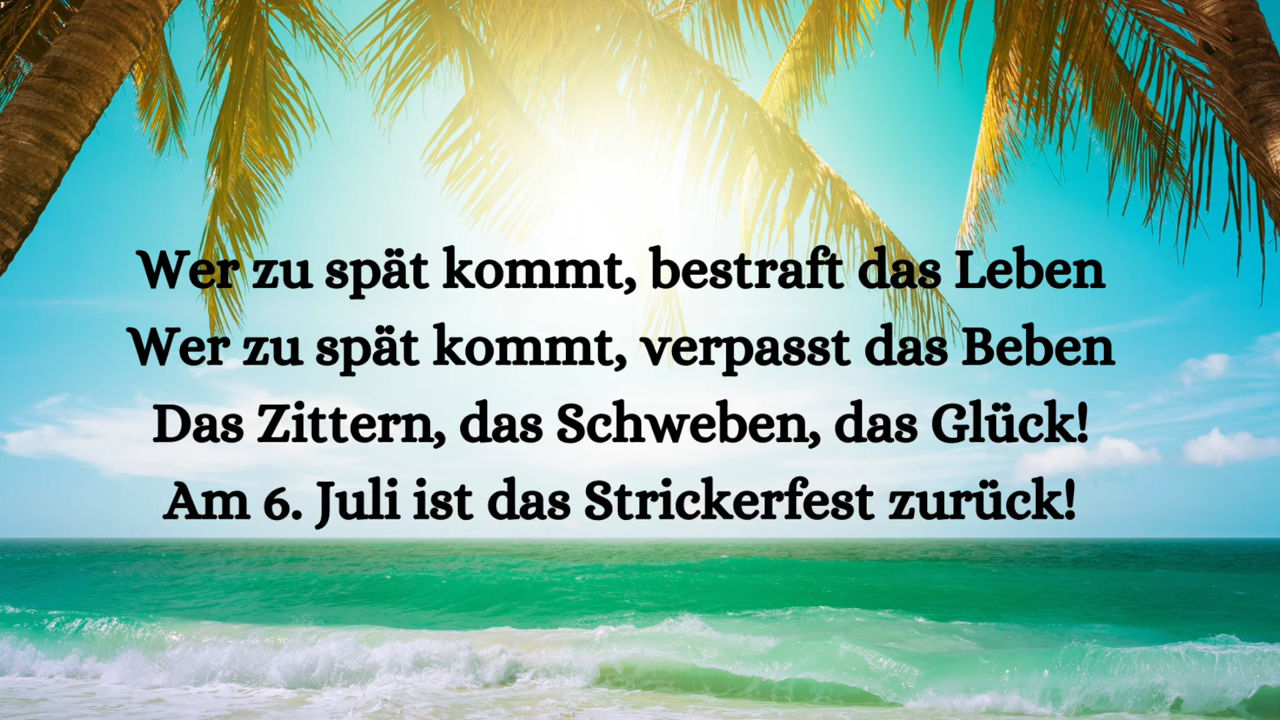 Wer zu spät kommt, bestraft das Leben
Wer zu spät kommt, verpasst das Beben
Das Zittern, das Schweben, das Glück!
Am 6. Juli ist das Strickerfest zurück!